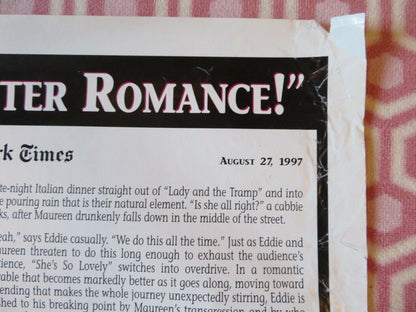 TER ROMANCE!”
rk Times
AUGUST 27, 1997
te-night Italian dinner straight out of “Lady and the Tramp” and into
e pouring rain that is their natural element. “Is she all right?” a cabbie
ks, after Maureen drunkenly falls down in the middle of the street.
eah,” says Eddie casually. “We do this all the time.” Just as Eddie and
aureen threaten to do this long enough to exhaust the audience’s
ience, “She’s So Lovely” switches into overdrive. In a romantic
rable that becomes markedly better as it goes along, moving toward
ending that makes the whole journey unexpectedly stirring, Eddie is
shed to his breaking point by Maureen’s transgression and by who